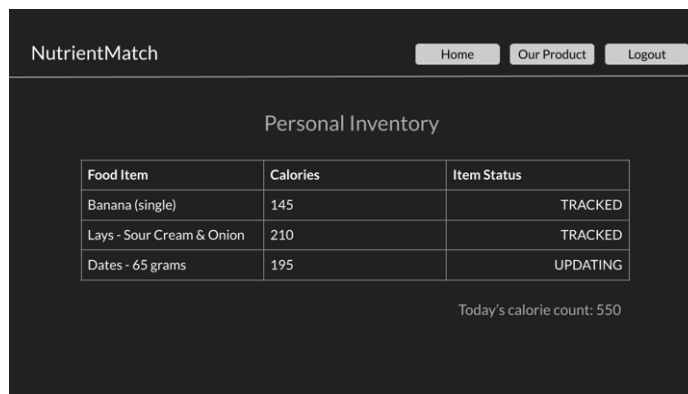 NutrientMatch Home Our Product Logout
Personal Inventory
Food Item Calories Item Status
Banana (single) 145 TRACKED
Lays - Sour Cream & Onion 210 TRACKED
Dates - 65 grams 195 UPDATING
Today's calorie count: 550